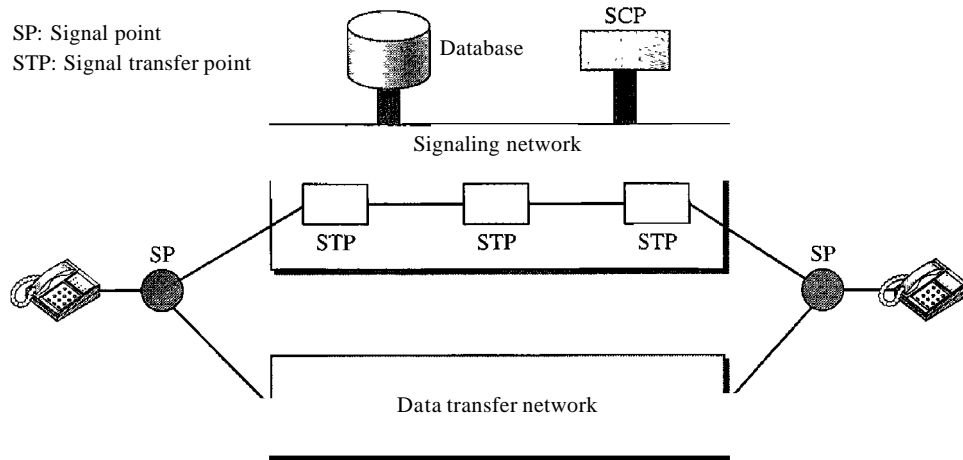 SP: Signal point
STP: Signal transfer point
Database
SCP
Signaling network
STP
STP
STP
SP
SP
Data transfer network